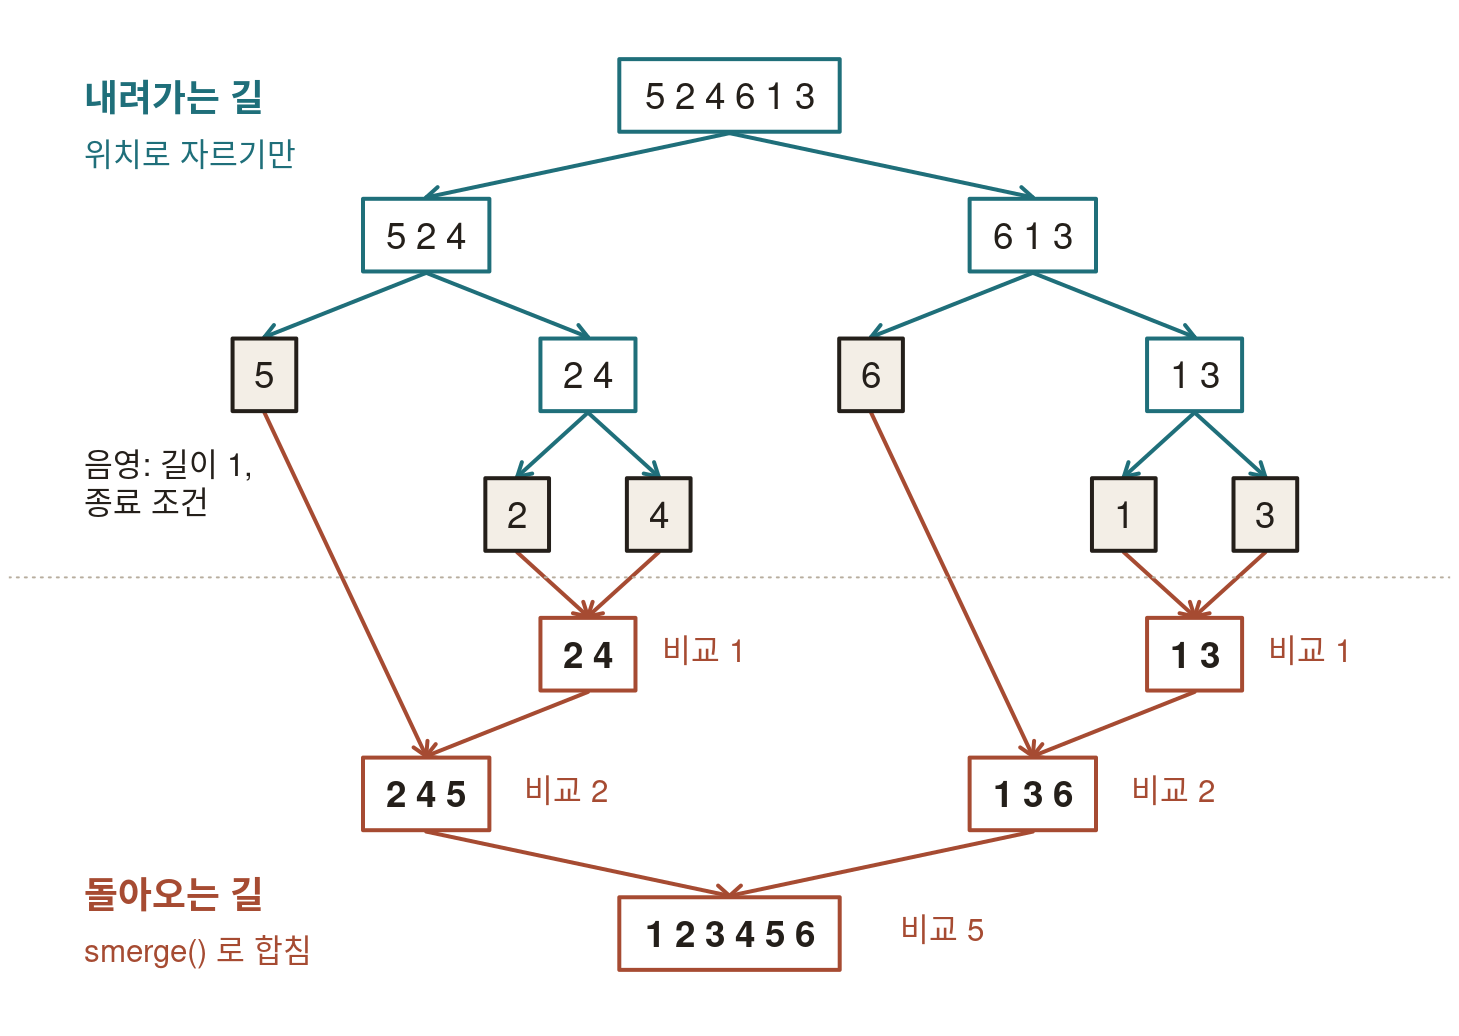 내려가는 길
위치로 자르기만
5 2 4 6 1 3
5 2 4
6 1 3
5
2 4
6
1 3
음영: 길이 1,
종료 조건
2
4
1
3
2 4
비교 1
1 3
비교 1
2 4 5
비교 2
1 3 6
비교 2
돌아오는 길
smerge() 로 합침
1 2 3 4 5 6
비교 5